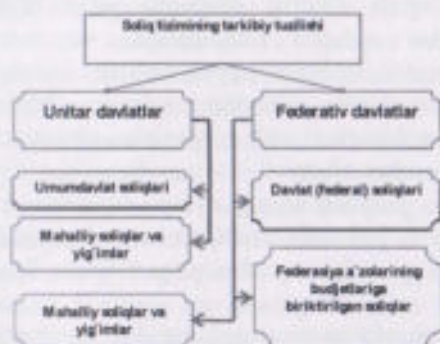 Soliq tizimining tarkibiy tuzilishi
Unitar davlatlar
Federativ davlatlar
Umumdavlat soliqlari
Davlat (federal) soliqlari
Mahalliy soliqlar va
yig'imlar
Federasiya a'zolarining
budjetlariga
biriktirilgan soliqlar
Mahalliy soliqlar va
yig'imlar